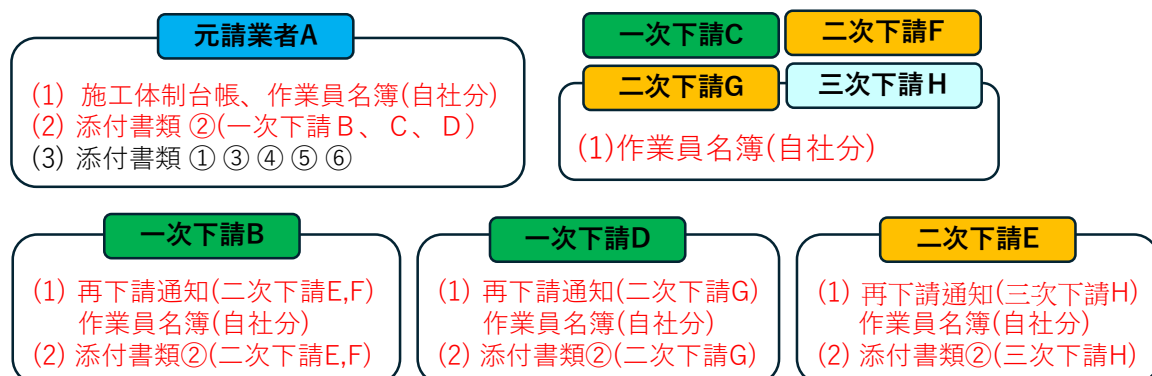 元請業者A
(1) 施工体制台帳、作業員名簿(自社分)
(2) 添付書類 ②(一次下請Ｂ、Ｃ、Ｄ）
(3) 添付書類 ① ③ ④ ⑤ ⑥
一次下請C
二次下請F
二次下請G
三次下請Ｈ
(1)作業員名簿(自社分)
一次下請B
(1) 再下請通知(二次下請E,F)
作業員名簿(自社分)
(2) 添付書類②(二次下請E,F)
一次下請D
(1) 再下請通知(二次下請G)
作業員名簿(自社分)
(2) 添付書類②(二次下請G)
二次下請E
(1) 再下請通知(三次下請H)
作業員名簿(自社分)
(2) 添付書類②(三次下請H)